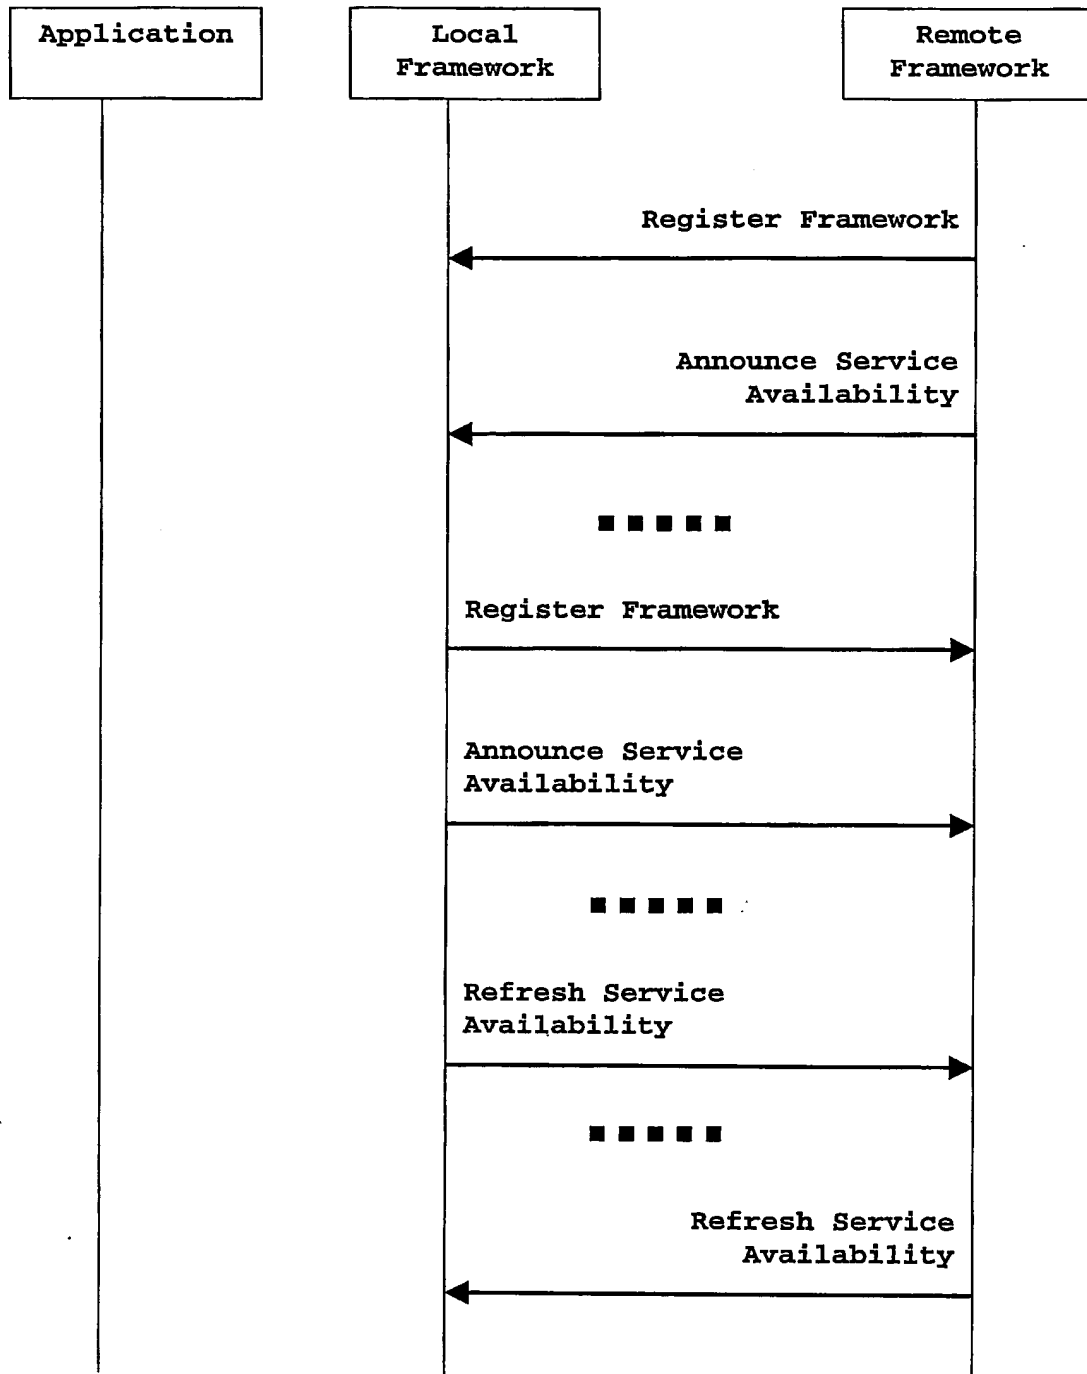 Application
Local
Framework
Remote
Framework
Register Framework
Announce Service
Availability
Register Framework
Announce Service
Availability
Refresh Service
Availability
Refresh Service
Availability